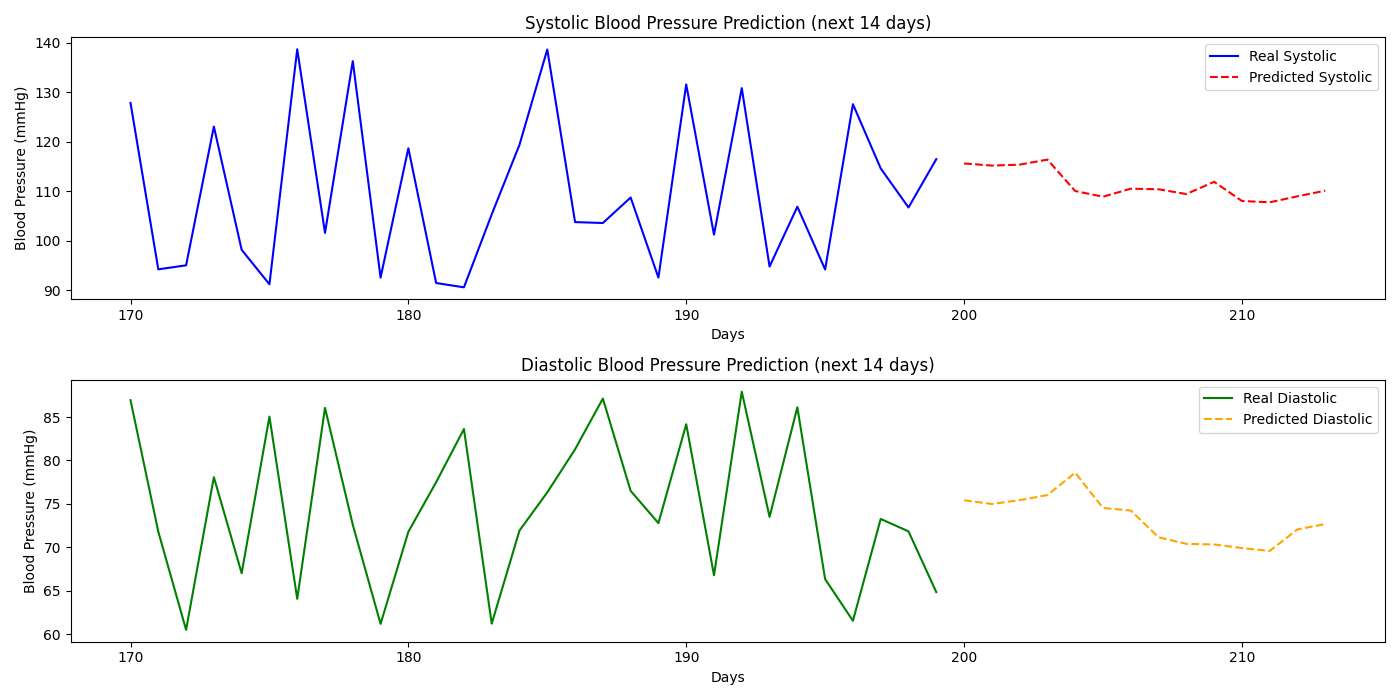 Systolic Blood Pressure Prediction (next 14 days)
Blood Pressure (mmHg)
140
130
120
110
100
90
Real Systolic
Predicted Systolic
170 180 190 200 210
Days
Diastolic Blood Pressure Prediction (next 14 days)
Blood Pressure (mmHg)
85
80
75
70
65
60
Real Diastolic
Predicted Diastolic
170 180 190 200 210
Days